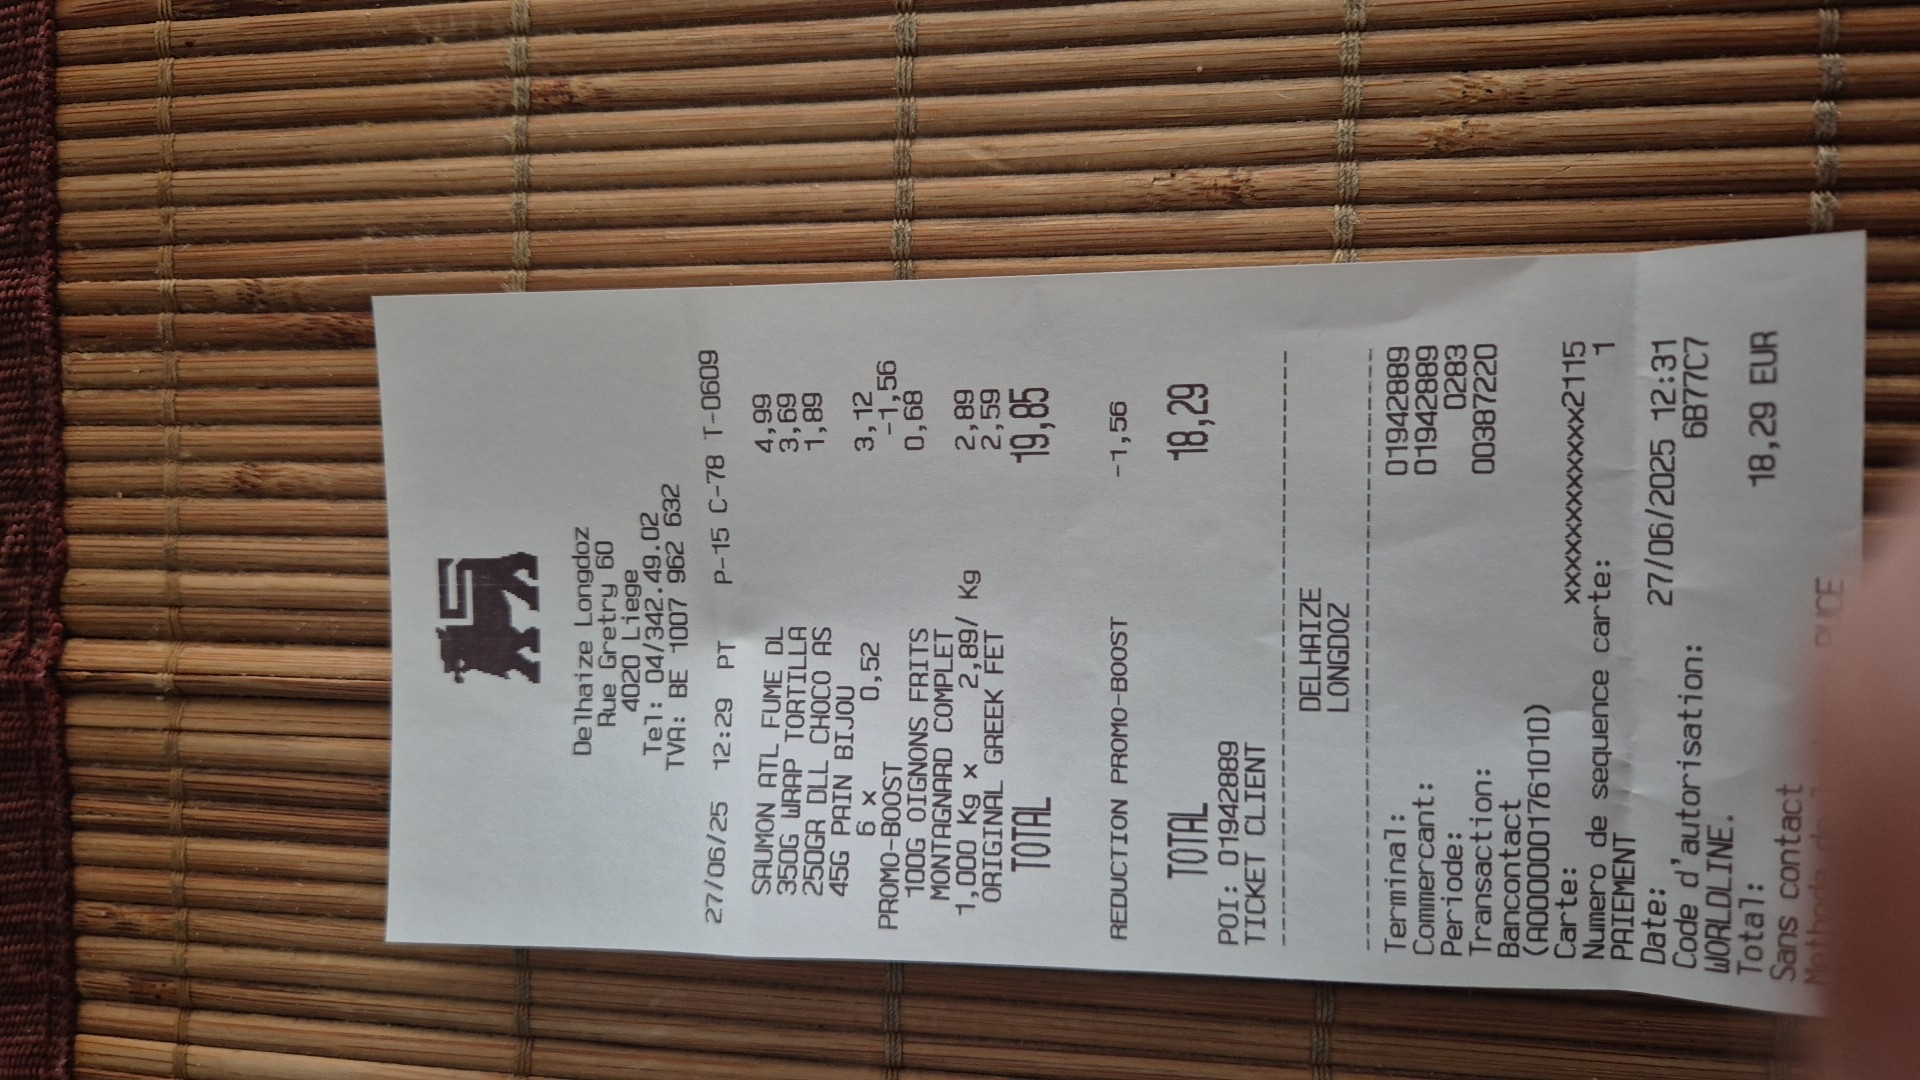 Delhaize Longdoz
Rue Gretry 60
4020 Liege
Tel: 04/342.49.02
TVA: BE 1007 962 632
27/06/25 12:29 PT P-15 C-78 T-0609
SAUMON ATL FUME DL 4,99
350G WRAP TORTILLA 3,69
250GR DLL CHOCO AS 1,89
45G PAIN BIJOU
6 x 0,52 3,12
PROMO-BOOST -1,56
100G OIGNONS FRITS 0,68
MONTAGNARD COMPLET
1,000 Kg x 2,89/ Kg 2,89
ORIGINAL GREEK FET 2,59
TOTAL 19,85
REDUCTION PROMO-BOOST -1,56
TOTAL 18,29
POI: 01942889
TICKET CLIENT
DELHAIZE
LONGDOZ
Terminal: 01942889
Commercant: 01942889
Periode: 0283
Transaction: 00387220
Bancontact
(A0000001761010)
Carte: xxxxxxxxxxxxx2115
Numero de sequence carte: 1
PAIEMENT
Date: 27/06/2025 12:31
Code d'autorisation: 6B77C7
WORLDLINE.
Total: 18,29 EUR
Sans contact